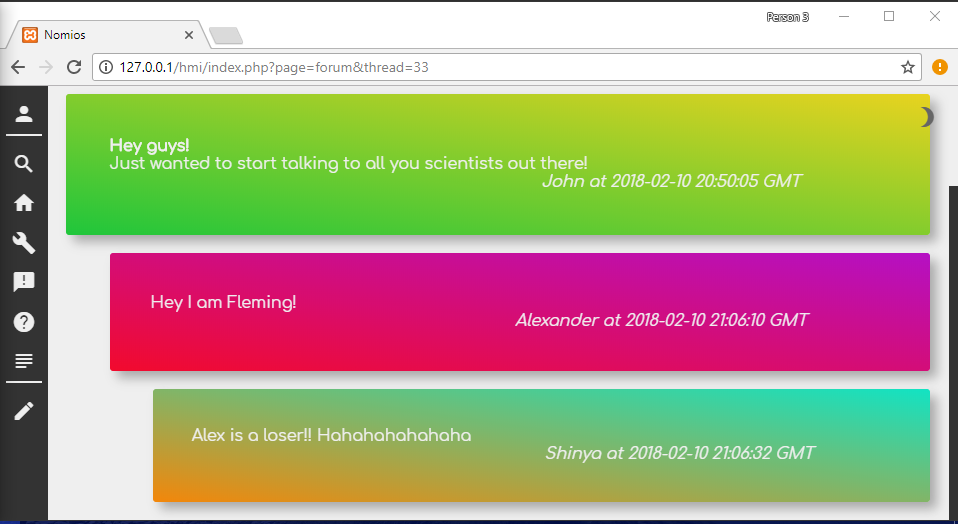 Person 3
Nomios
127.0.0.1/hmi/index.php?page=forum&thread=33
Hey guys!
Just wanted to start talking to all you scientists out there!
John at 2018-02-10 20:50:05 GMT
Hey I am Fleming!
Alexander at 2018-02-10 21:06:10 GMT
Alex is a loser!! Hahahahahahaha
Shinya at 2018-02-10 21:06:32 GMT